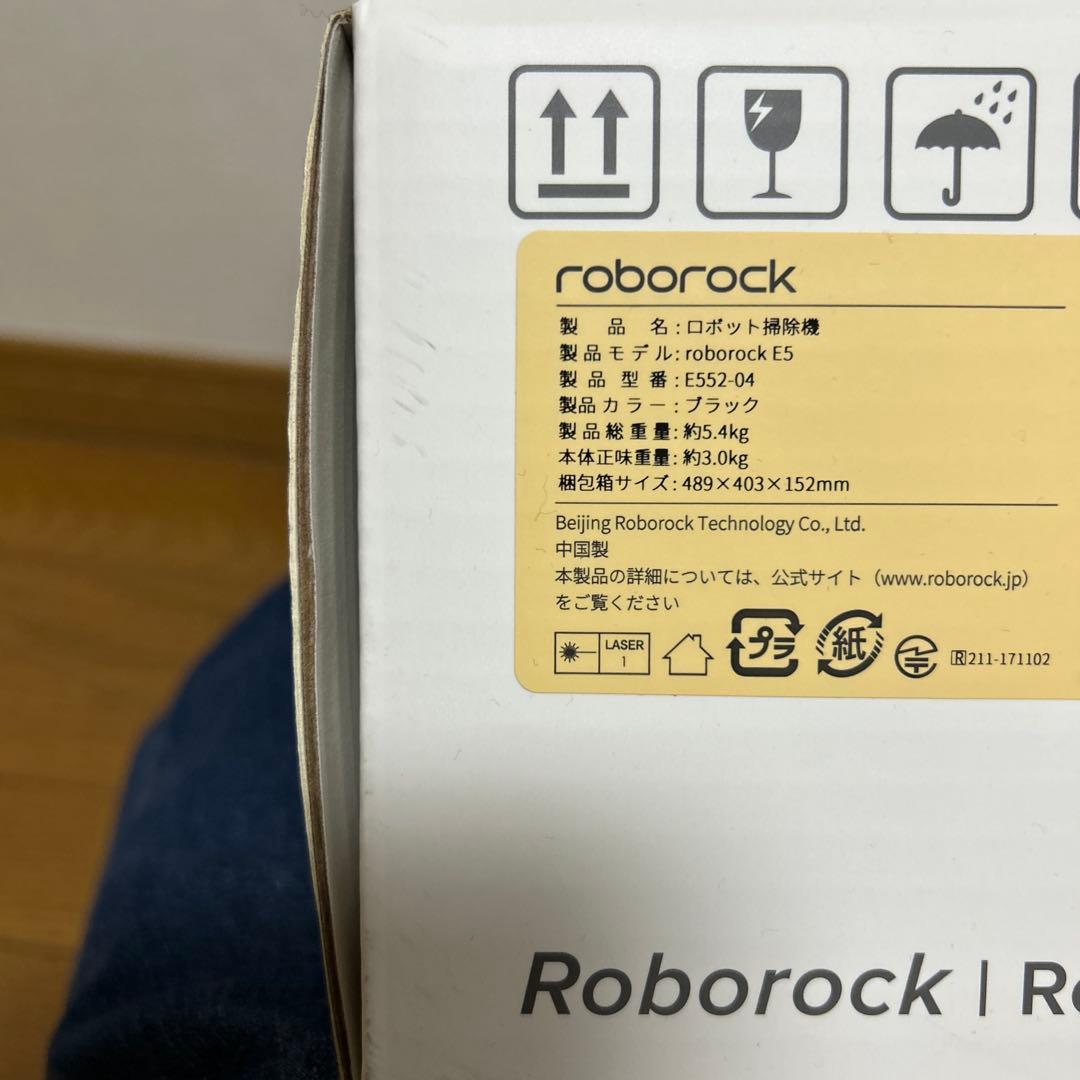 roborock
製品名:ロボット掃除機
製品モデル:roborock E5
製品型番:E552-04
製品カラー:ブラック
製品総重量:約5.4kg
本体正味重量:約3.0kg
梱包箱サイズ:489×403×152mm
Beijing Roborock Technology Co., Ltd.
中国製
本製品の詳細については、公式サイト（www.roborock.jp）
をご覧ください
LASER
1
プラ
紙
R 211-171102
Roborock | Ro